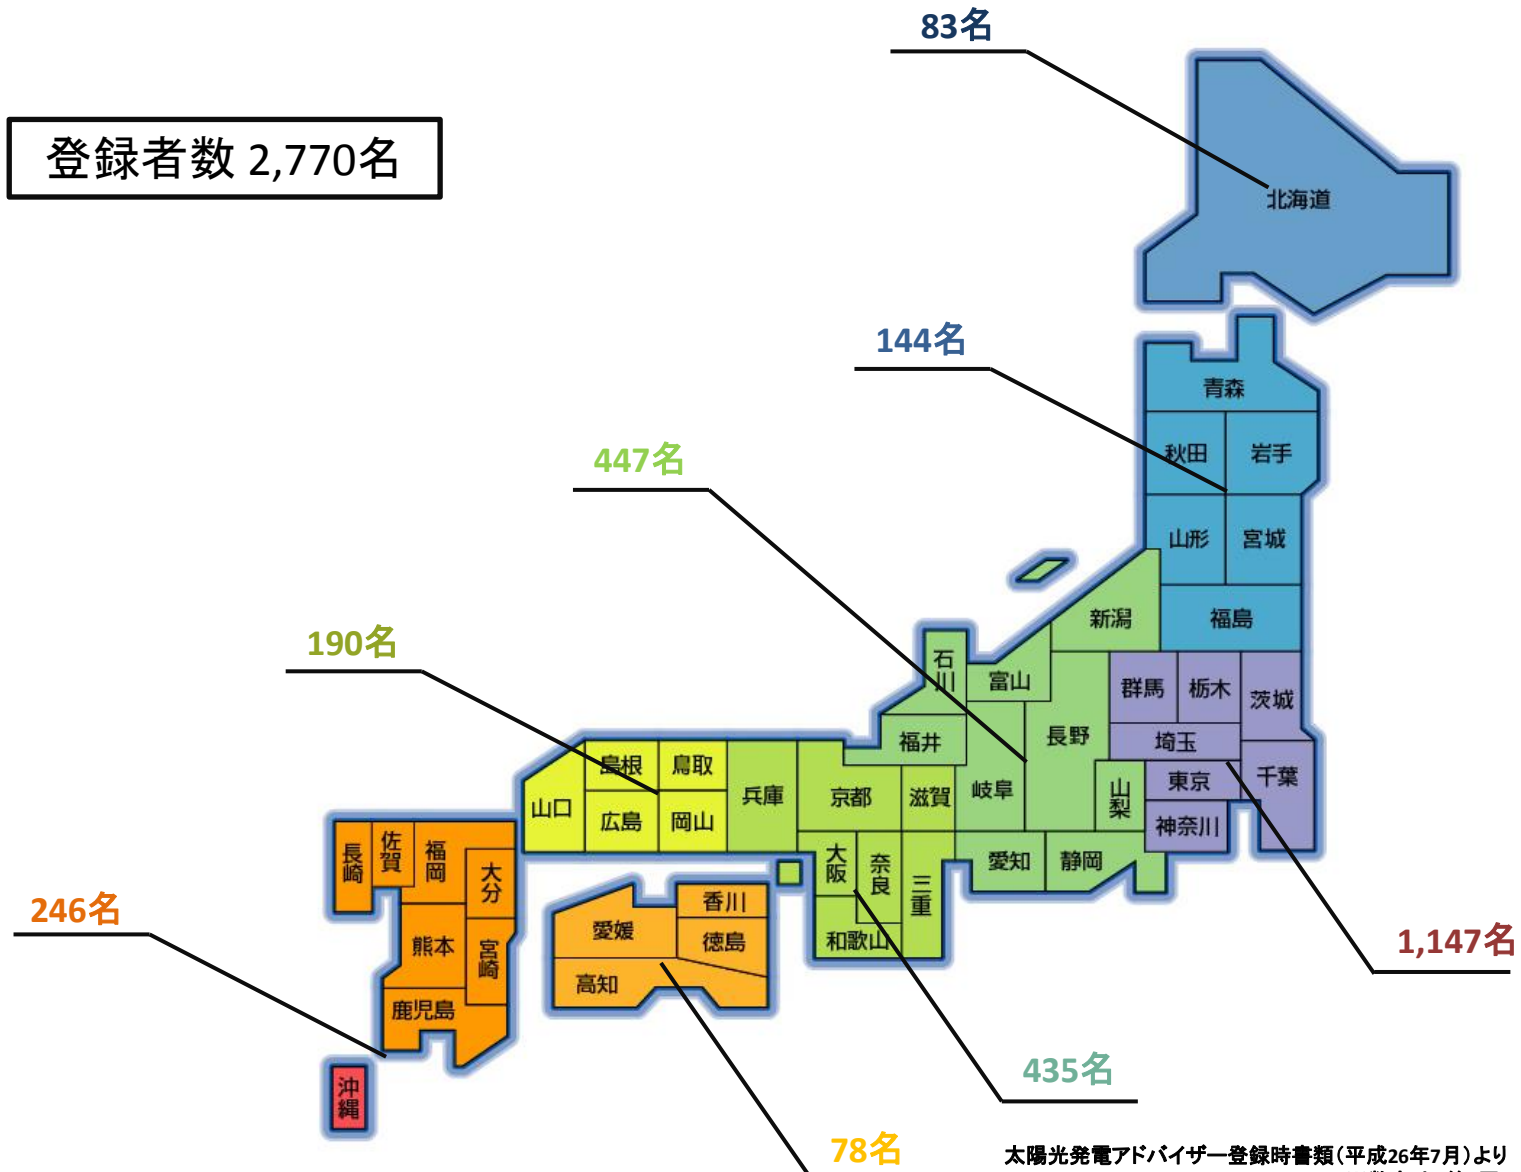 83名
登録者数 2,770名
北海道
144名
青森
447名
秋田
岩手
山形
宮城
新潟
福島
190名
石川
富山
群馬
栃木
茨城
福井
長野
埼玉
島根
鳥取
兵庫
京都
滋賀
岐阜
山梨
東京
千葉
山口
広島
岡山
神奈川
長崎
佐賀
福岡
大分
大阪
奈良
三重
愛知
静岡
246名
香川
愛媛
徳島
和歌山
熊本
宮崎
1,147名
高知
鹿児島
沖縄
435名
78名
太陽光発電アドバイザー登録時書類(平成26年7月)より